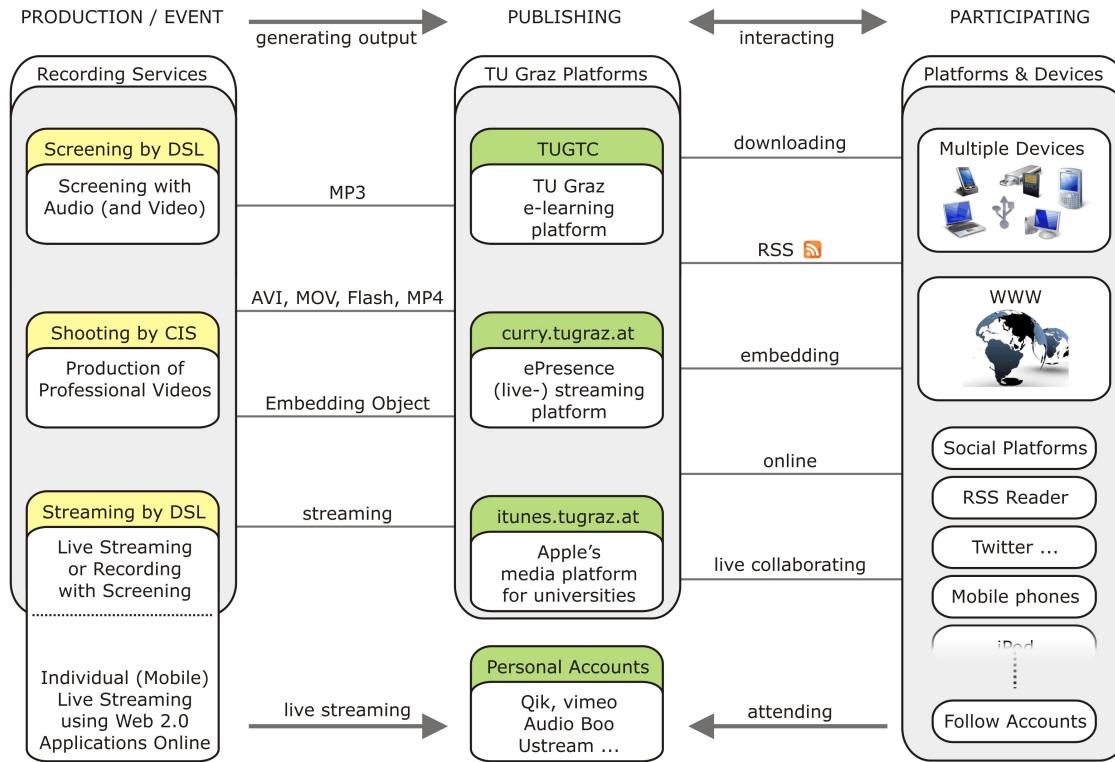 PRODUCTION / EVENT
generating output
PUBLISHING
interacting
PARTICIPATING
Recording Services
Screening by DSL
Screening with
Audio (and Video)
Shooting by CIS
Production of
Professional Videos
Streaming by DSL
Live Streaming
or Recording
with Screening
Individual (Mobile)
Live Streaming
using Web 2.0
Applications Online
MP3
AVI, MOV, Flash, MP4
Embedding Object
streaming
live streaming
TU Graz Platforms
TUGTC
TU Graz
e-learning
platform
curry.tugraz.at
ePresence
(live-) streaming
platform
itunes.tugraz.at
Apple's
media platform
for universities
Personal Accounts
Qik, vimeo
Audio Boo
Ustream ...
downloading
RSS
embedding
online
live collaborating
attending
Platforms & Devices
Multiple Devices
WWW
Social Platforms
RSS Reader
Twitter ...
Mobile phones
iPod
Follow Accounts